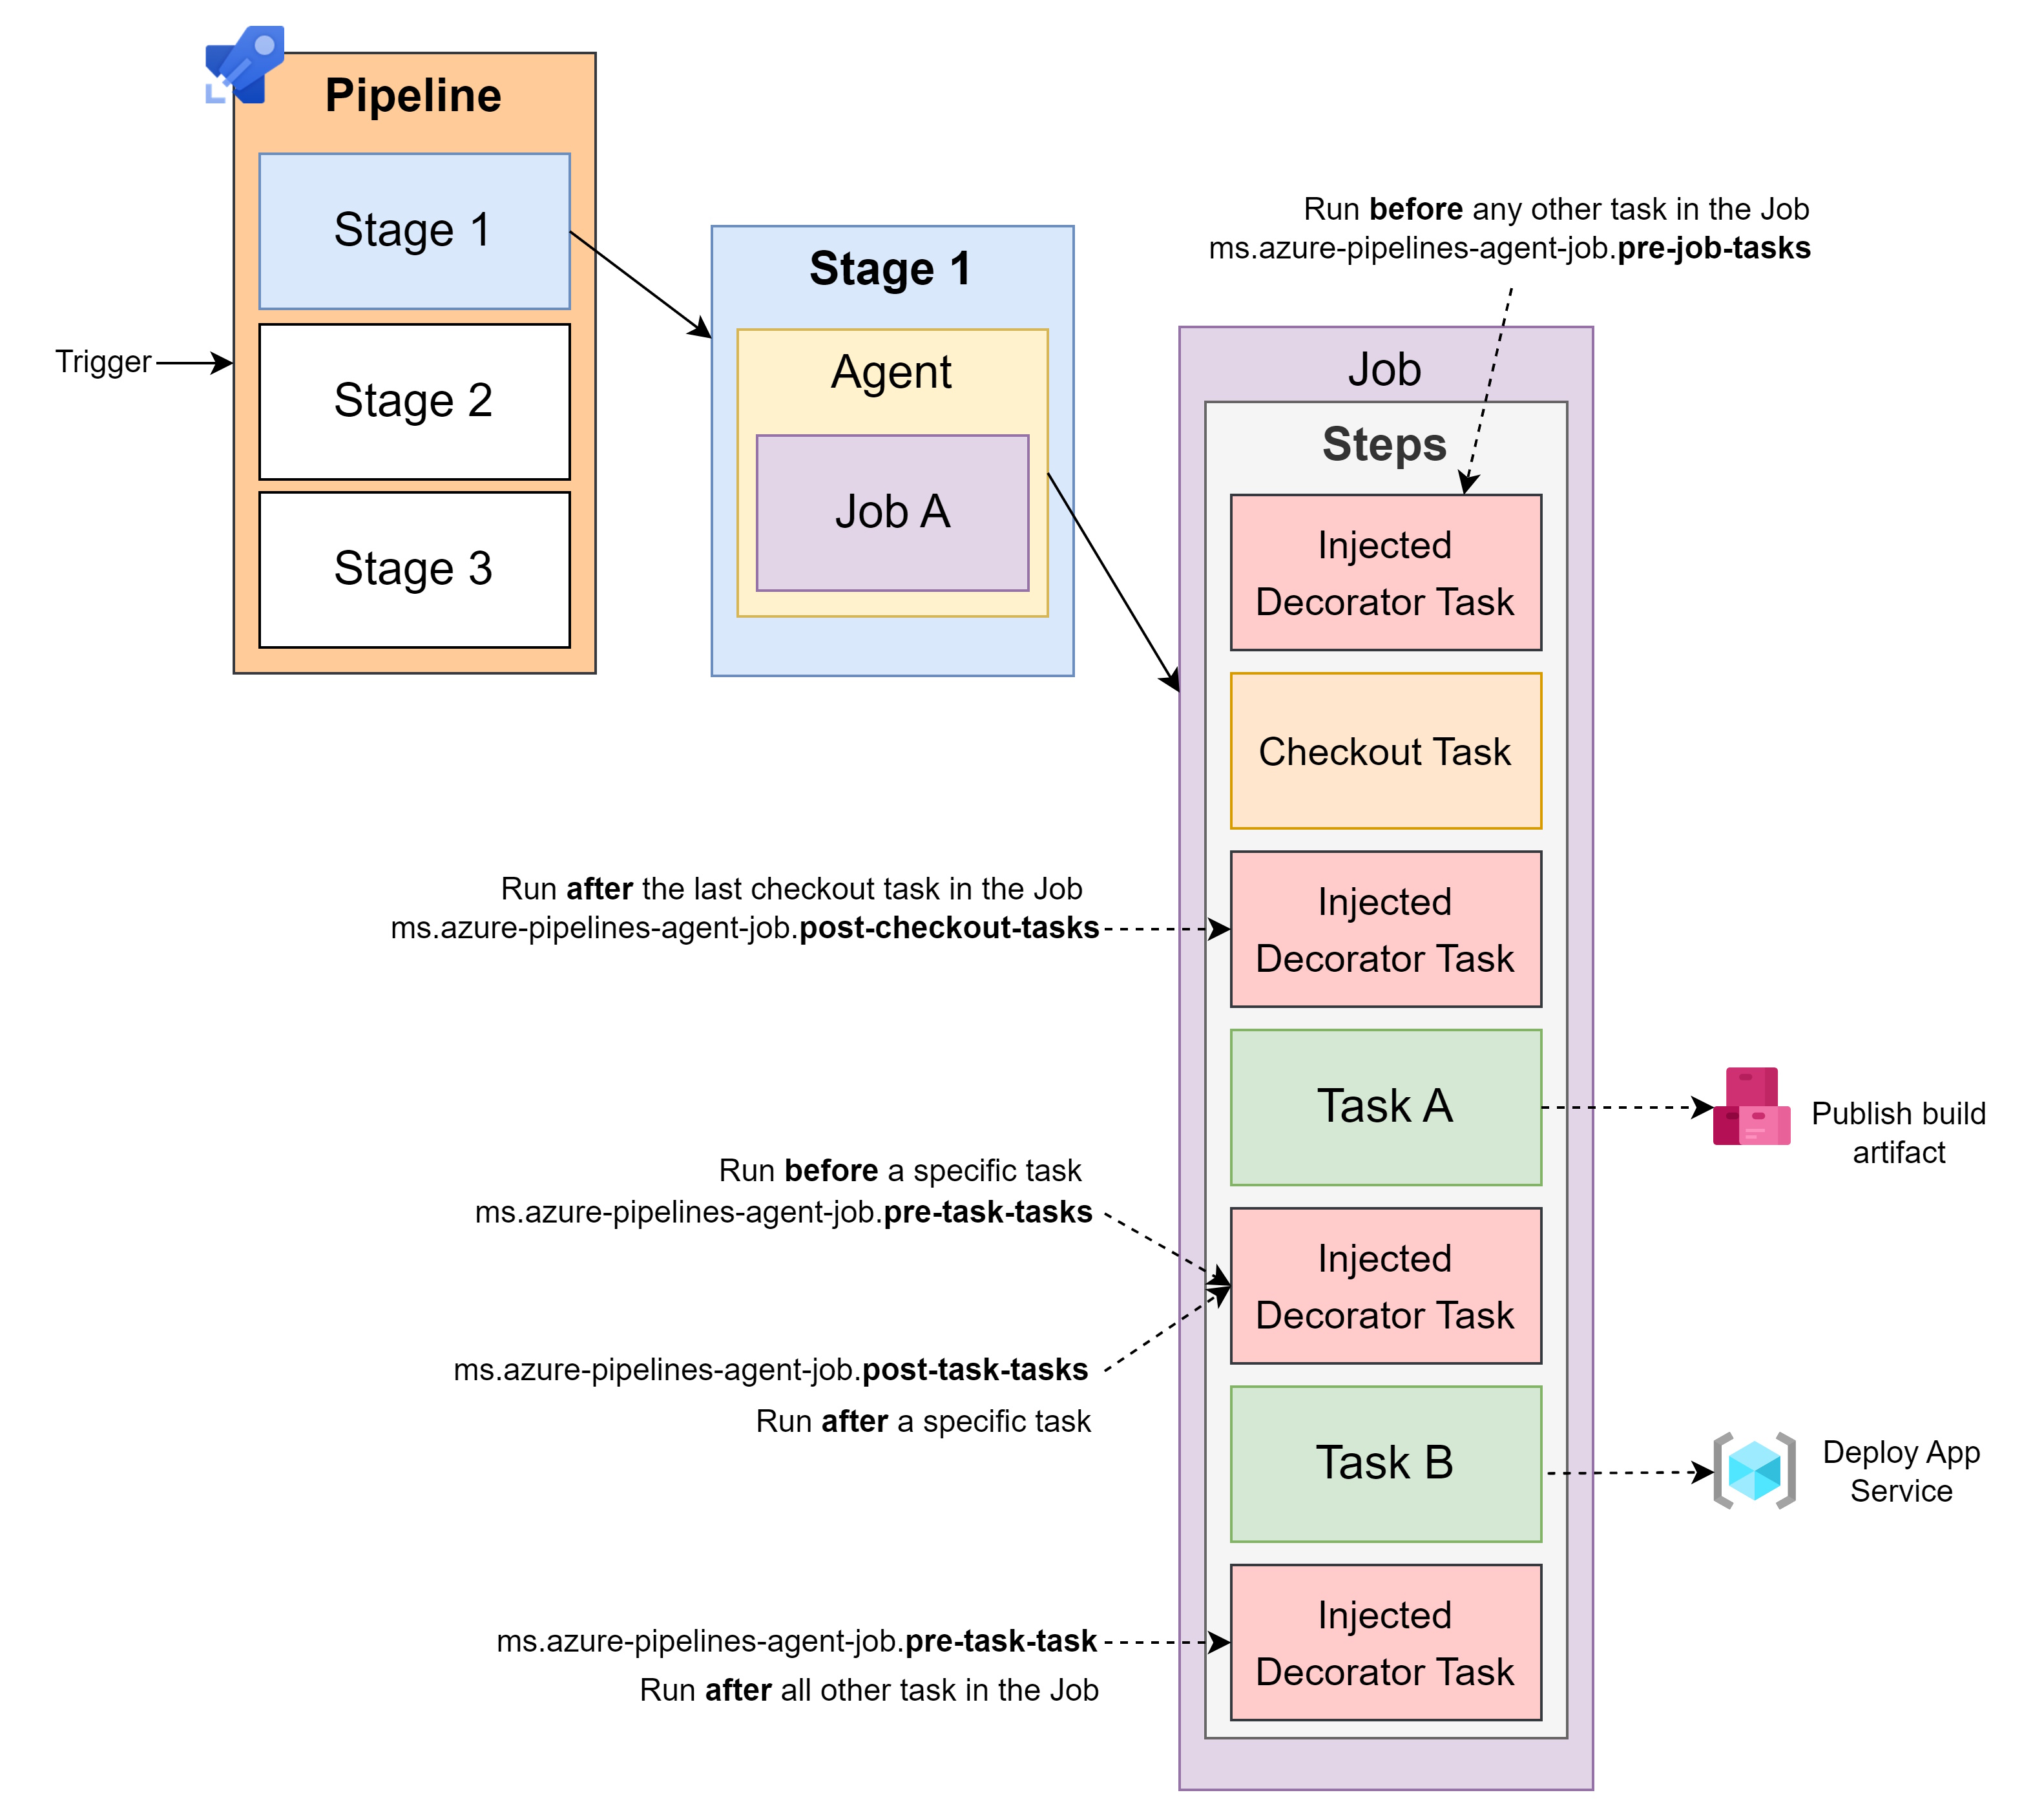 Pipeline
Stage 1
Stage 2
Stage 3
Trigger
Stage 1
Agent
Job A
Run before any other task in the Job
ms.azure-pipelines-agent-job.pre-job-tasks
Job
Steps
Injected
Decorator Task
Checkout Task
Run after the last checkout task in the Job
ms.azure-pipelines-agent-job.post-checkout-tasks
Injected
Decorator Task
Task A
Publish build
artifact
Run before a specific task
ms.azure-pipelines-agent-job.pre-task-tasks
Injected
Decorator Task
ms.azure-pipelines-agent-job.post-task-tasks
Run after a specific task
Task B
Deploy App
Service
ms.azure-pipelines-agent-job.pre-task-task
Run after all other task in the Job
Injected
Decorator Task